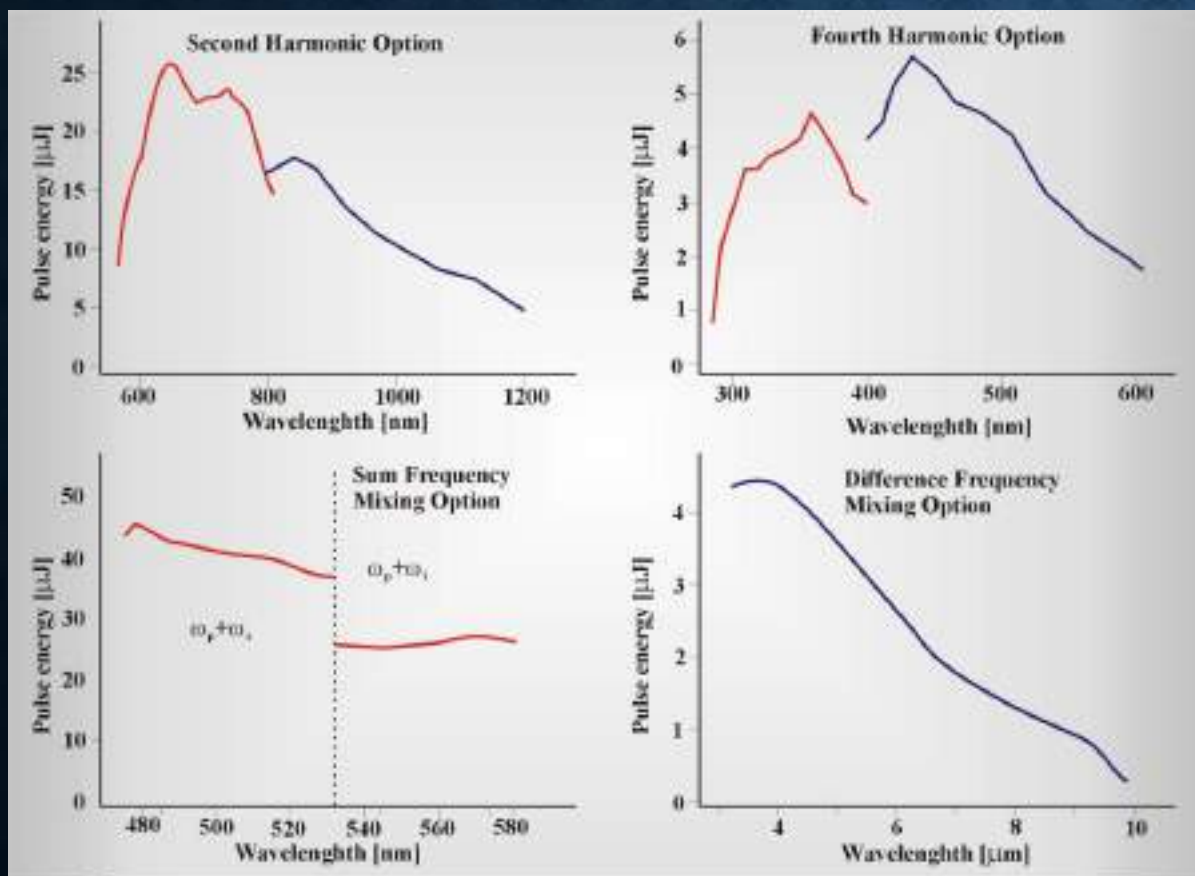 Second Harmonic Option
Pulse energy [µJ]
25
20
15
10
5
0
600 800 1000 1200
Wavelenghth [nm]
Fourth Harmonic Option
Pulse energy [µJ]
6
5
4
3
2
1
0
300 400 500 600
Wavelenghth [nm]
Sum Frequency
Mixing Option
Pulse energy [µJ]
50
40
30
20
10
0
ωp+ωs
ωp+ωi
480 500 520 540 560 580
Wavelenghth [nm]
Difference Frequency
Mixing Option
Pulse energy [µJ]
4
3
2
1
0
4 6 8 10
Wavelenghth [µm]